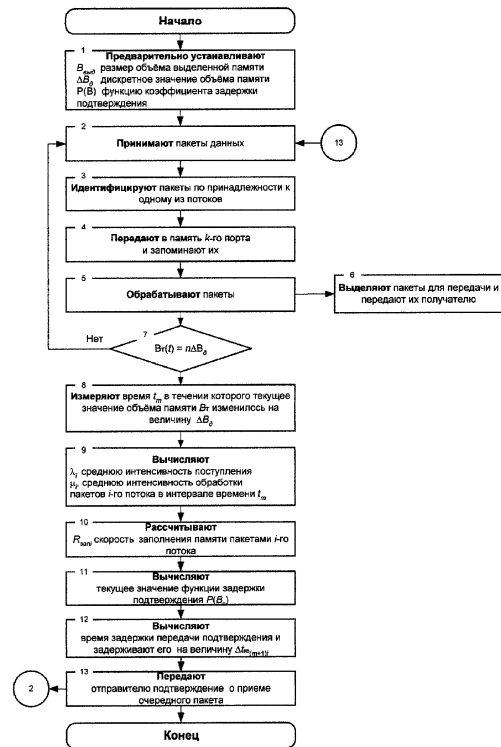 Начало
1
Предварительно устанавливают
Bвыд размер объёма выделенной памяти
ΔBд дискретное значение объёма памяти
P(B) функцию коэффициента задержки
подтверждения
2
Принимают пакеты данных
13
3
Идентифицируют пакеты по принадлежности к
одному из потоков
4
Передают в память k-го порта
и запоминают их
5
Обрабатывают пакеты
6
Выделяют пакеты для передачи и
передают их получателю
Нет
7
Bт(t) = nΔBд
8
Измеряют время tm в течении которого текущее
значение объёма памяти Bт изменилось на
величину ΔBд
9
Вычисляют
λi среднюю интенсивность поступления
μi среднюю интенсивность обработки
пакетов i-го потока в интервале времени tm
10
Рассчитывают
Rзапi скорость заполнения памяти пакетами i-го
потока
11
Вычисляют
текущее значение функции задержки
подтверждения P(Bт)
12
Вычисляют
время задержки передачи подтверждения и
задерживают его на величину
13
Передают
отправителю подтверждение о приеме
очередного пакета
2
Конец